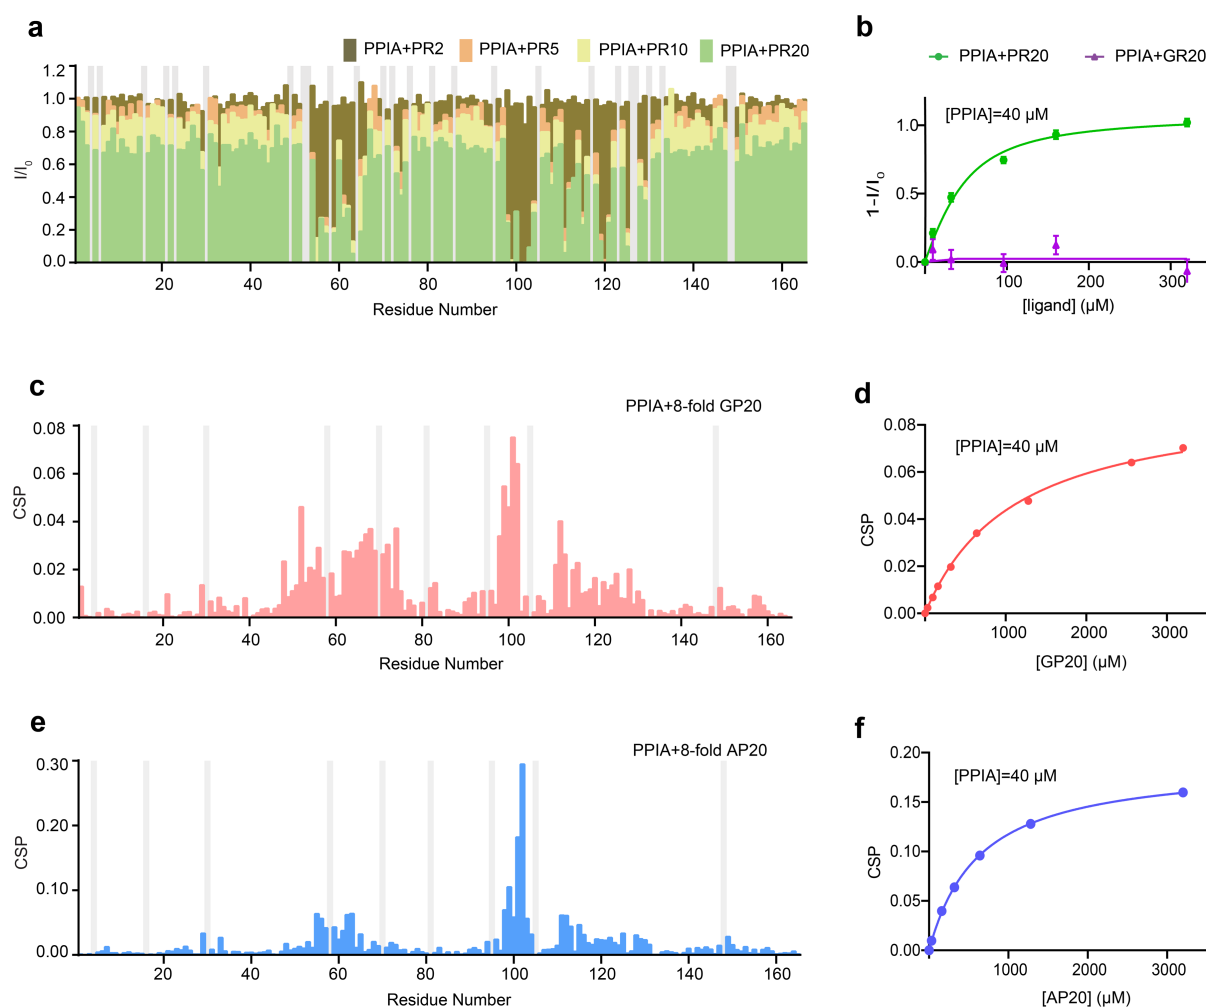 a
PPIA+PR2 PPIA+PR5 PPIA+PR10 PPIA+PR20
1.2
1.0
0.8
0.6
0.4
0.2
0.0
I/I0
20 40 60 80 100 120 140 160
Residue Number
b
PPIA+PR20 PPIA+GR20
[PPIA]=40 μM
1.0
0.5
0.0
1-I/I0
100 200 300
[ligand] (μM)
c
PPIA+8-fold GP20
0.08
0.06
0.04
0.02
0.00
CSP
20 40 60 80 100 120 140 160
Residue Number
d
0.08
0.06
0.04
0.02
0.00
[PPIA]=40 μM
CSP
1000 2000 3000
[GP20] (μM)
e
PPIA+8-fold AP20
0.30
0.20
0.10
0.00
CSP
20 40 60 80 100 120 140 160
Residue Number
f
0.20
0.15
0.10
0.05
0.00
[PPIA]=40 μM
CSP
1000 2000 3000
[AP20] (μM)